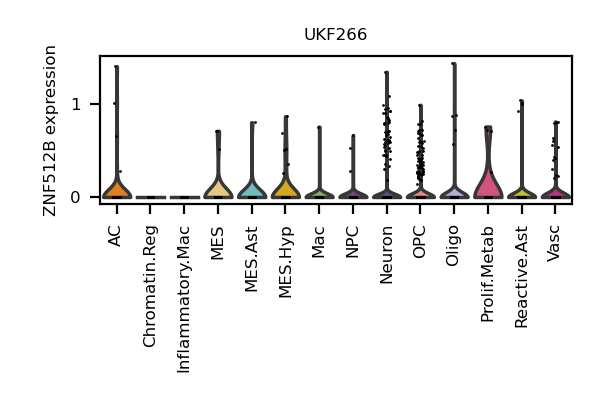 UKF266
ZNF512B expression
1
0
AC
Chromatin.Reg
Inflammatory.Mac
MES
MES.Ast
MES.Hyp
Mac
NPC
Neuron
OPC
Oligo
Prolif.Metab
Reactive.Ast
Vasc